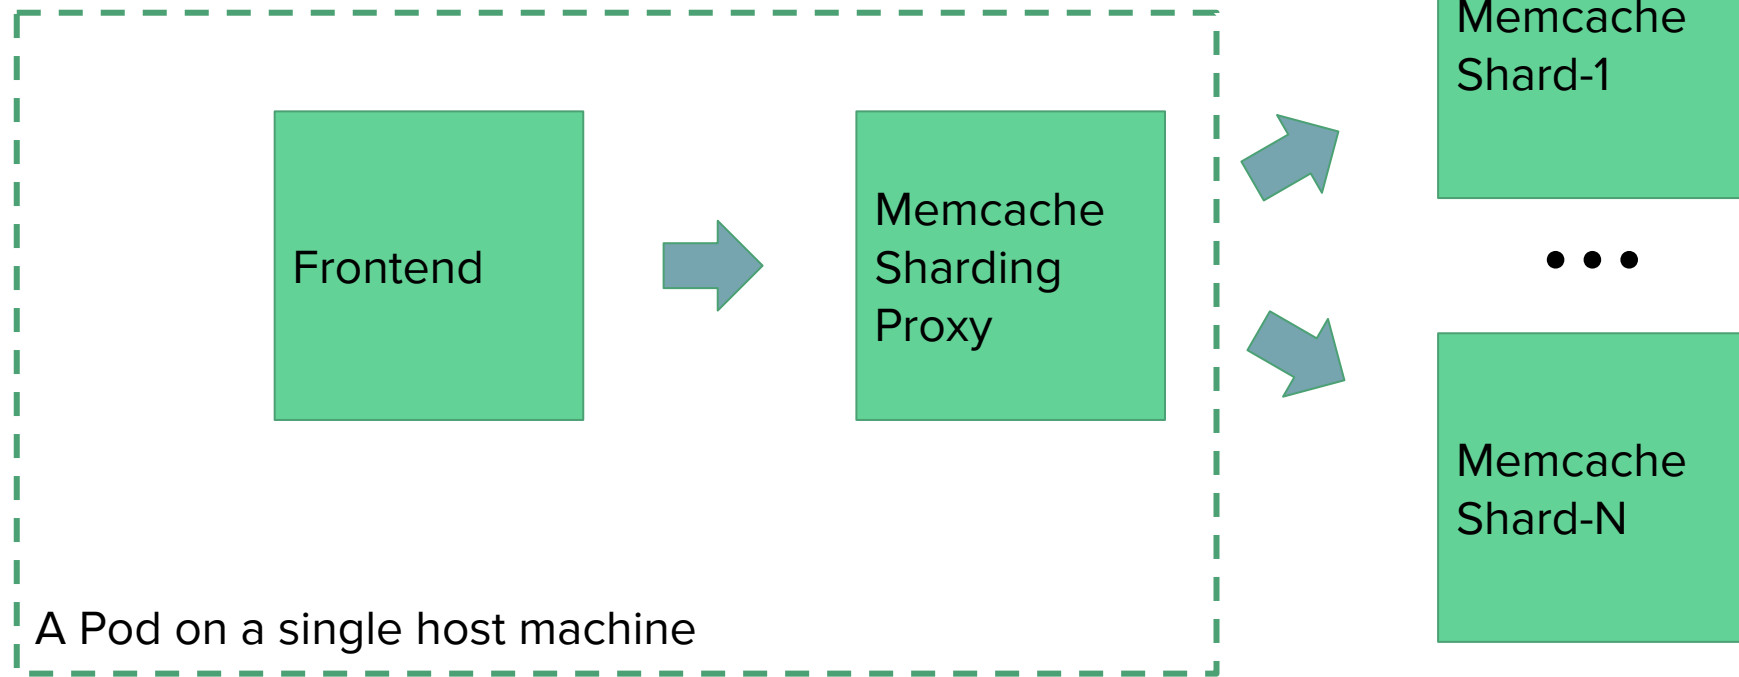 Memcache
Shard-1
Frontend
Memcache
Sharding
Proxy
Memcache
Shard-N
A Pod on a single host machine